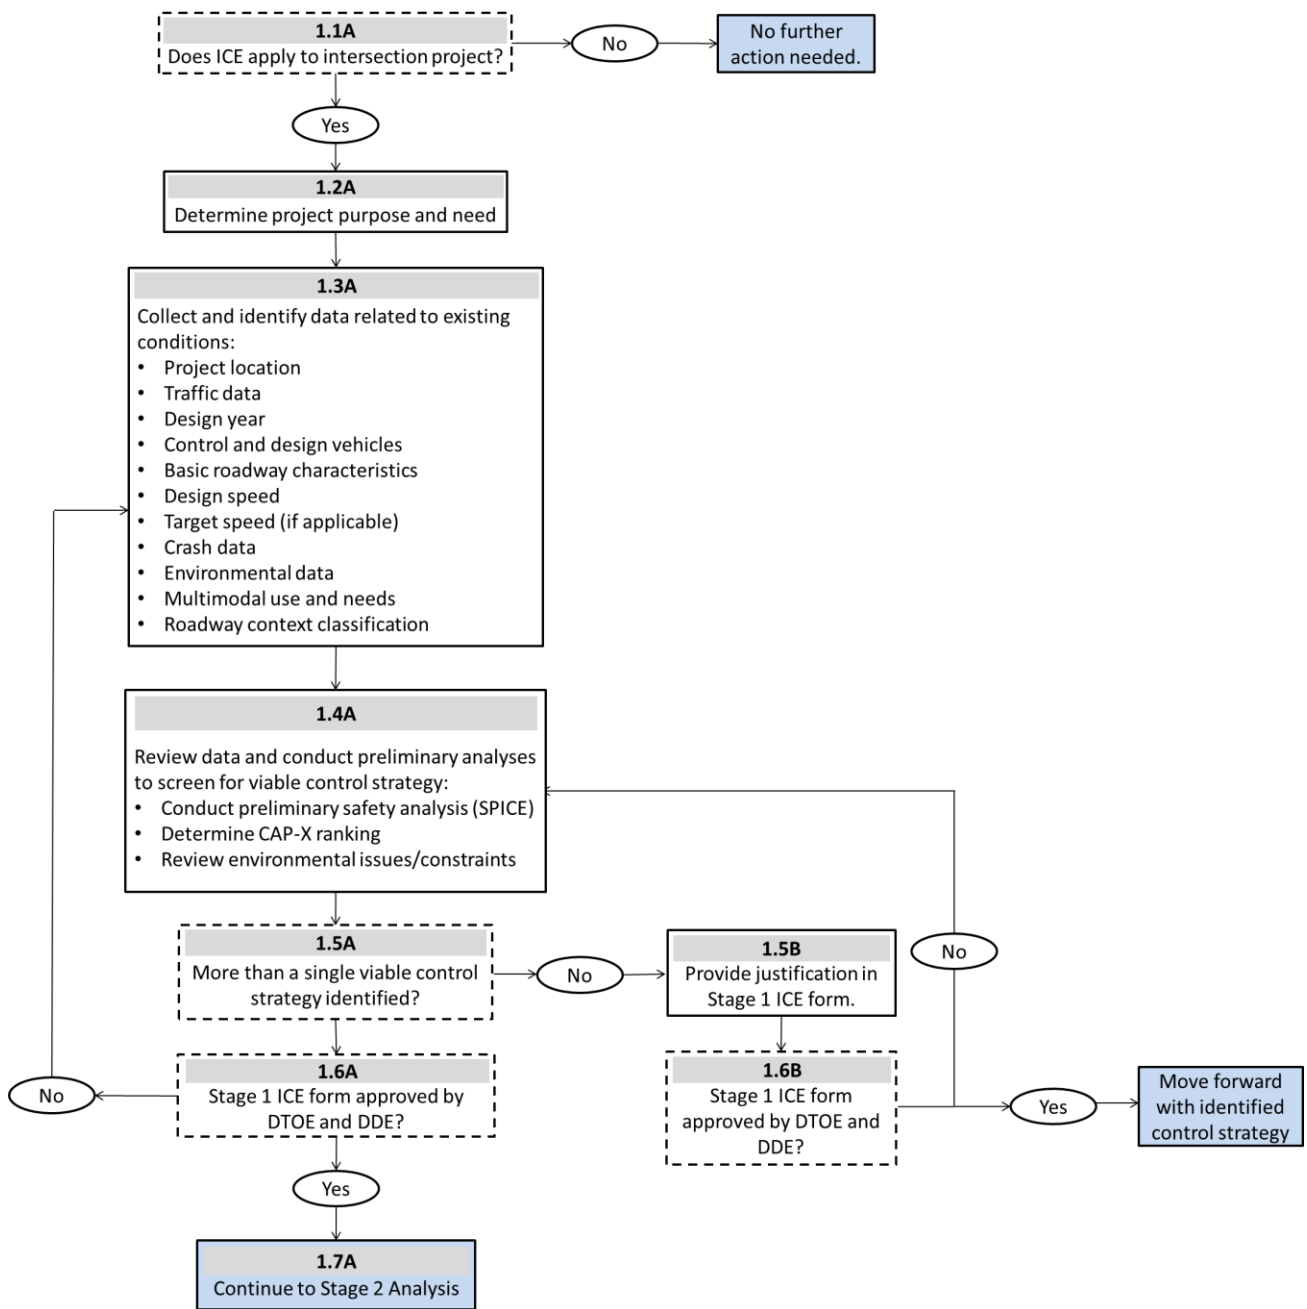 1.1A
Does ICE apply to intersection project?
No
No further
action needed.
Yes
1.2A
Determine project purpose and need
1.3A
Collect and identify data related to existing
conditions:
• Project location
• Traffic data
• Design year
• Control and design vehicles
• Basic roadway characteristics
• Design speed
• Target speed (if applicable)
• Crash data
• Environmental data
• Multimodal use and needs
• Roadway context classification
1.4A
Review data and conduct preliminary analyses
to screen for viable control strategy:
• Conduct preliminary safety analysis (SPICE)
• Determine CAP-X ranking
• Review environmental issues/constraints
1.5A
More than a single viable control
strategy identified?
No
1.5B
Provide justification in
Stage 1 ICE form.
No
1.6A
Stage 1 ICE form approved by
DTOE and DDE?
No
1.6B
Stage 1 ICE form
approved by DTOE and
DDE?
Yes
Move forward
with identified
control strategy
Yes
1.7A
Continue to Stage 2 Analysis